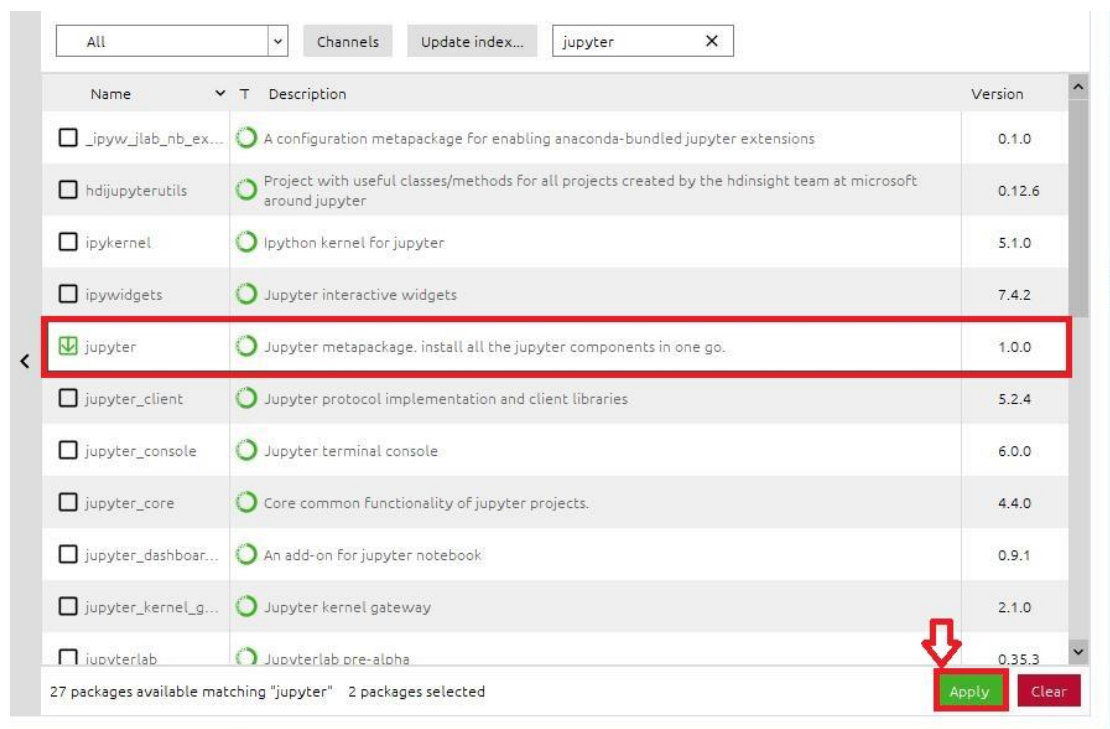 All Channels Update index... jupyter
Name T Description Version
_ipyw_jlab_nb_ex... A configuration metapackage for enabling anaconda-bundled jupyter extensions 0.1.0
hdijupyterutils Project with useful classes/methods for all projects created by the hdinsight team at microsoft
around jupyter 0.12.6
ipykernel Ipython kernel for jupyter 5.1.0
ipywidgets Jupyter interactive widgets 7.4.2
jupyter Jupyter metapackage. install all the jupyter components in one go. 1.0.0
jupyter_client Jupyter protocol implementation and client libraries 5.2.4
jupyter_console Jupyter terminal console 6.0.0
jupyter_core Core common functionality of jupyter projects. 4.4.0
jupyter_dashboar... An add-on for jupyter notebook 0.9.1
jupyter_kernel_g... Jupyter kernel gateway 2.1.0
jupyterlab Jupyterlab pre-alpha 0.35.3
27 packages available matching "jupyter" 2 packages selected Apply Clear